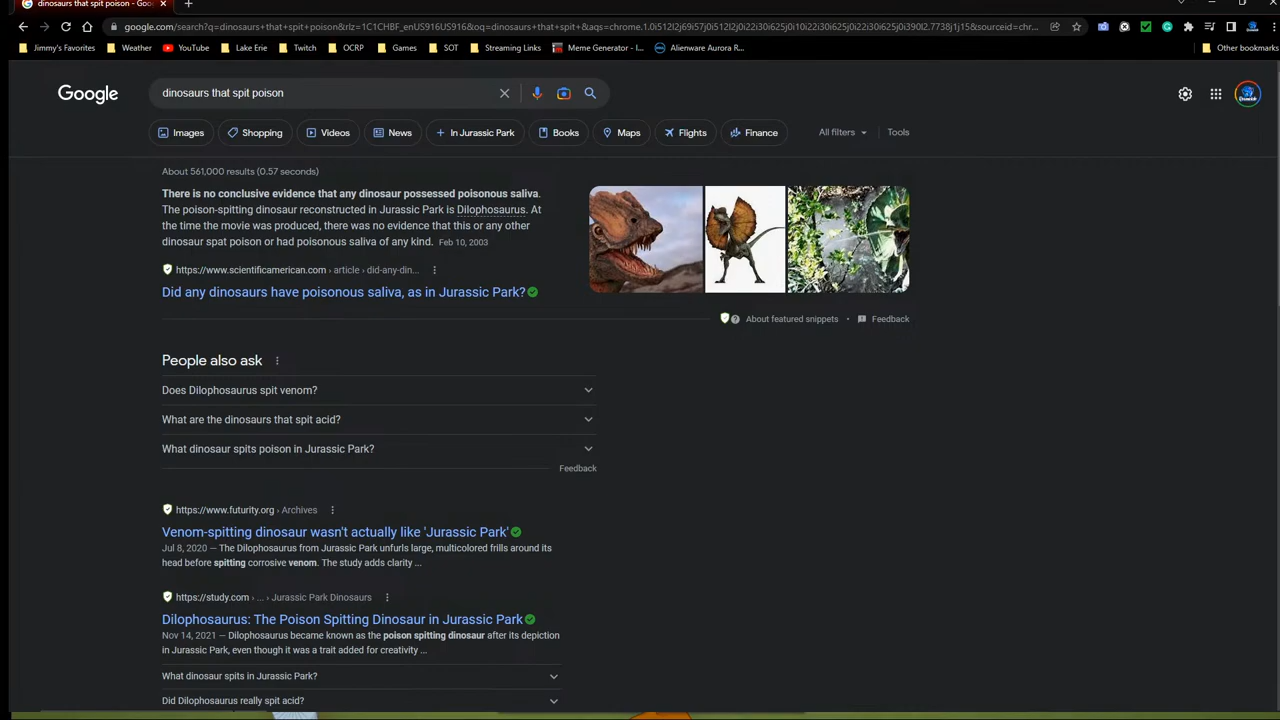 dinosaurs that spit poison - Goo
google.com/search?q=dinosaurs+that+spit+poison&rlz=1C1CHBF_enUS916US916&oq=dinosaurs+that+spit+&aqs=chrome.1.0i512l2j69i57j0i512l2j0i22i30i625j0i22i30j0i22i30i625j0i390l2.7738j1j15&sourceid=chr...
Jimmy's Favorites
Weather
YouTube
Lake Erie
Twitch
OCRP
Games
SOT
Streaming Links
Meme Generator - I...
Alienware Aurora R...
Other bookmarks
Google
dinosaurs that spit poison
Images
Shopping
Videos
News
In Jurassic Park
Books
Maps
Flights
Finance
All filters
Tools
About 561,000 results (0.57 seconds)
There is no conclusive evidence that any dinosaur possessed poisonous saliva.
The poison-spitting dinosaur reconstructed in Jurassic Park is Dilophosaurus. At
the time the movie was produced, there was no evidence that this or any other
dinosaur spat poison or had poisonous saliva of any kind. Feb 10, 2003
https://www.scientificamerican.com › article › did-any-din...
Did any dinosaurs have poisonous saliva, as in Jurassic Park?
About featured snippets • Feedback
People also ask
Does Dilophosaurus spit venom?
What are the dinosaurs that spit acid?
What dinosaur spits poison in Jurassic Park?
Feedback
https://www.futurity.org › Archives
Venom-spitting dinosaur wasn't actually like 'Jurassic Park'
Jul 8, 2020 — The Dilophosaurus from Jurassic Park unfurls large, multicolored frills around its
head before spitting corrosive venom. The study adds clarity ...
https://study.com › ... › Jurassic Park Dinosaurs
Dilophosaurus: The Poison Spitting Dinosaur in Jurassic Park
Nov 14, 2021 — Dilophosaurus became known as the poison spitting dinosaur after its depiction
in Jurassic Park, even though it was a trait added for creativity ...
What dinosaur spits in Jurassic Park?
Did Dilophosaurus really spit acid?